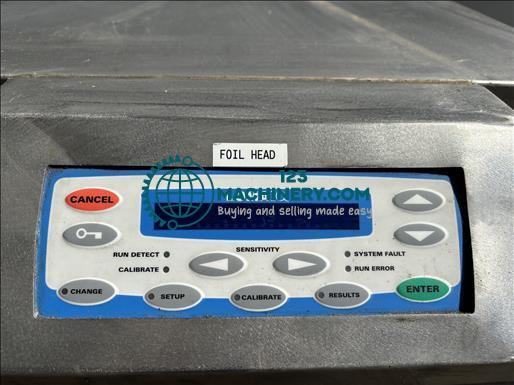 FOIL HEAD
123
MACHINERY.COM
Buying and selling made easy
CANCEL
SENSITIVITY
RUN DETECT
SYSTEM FAULT
CALIBRATE
RUN ERROR
CHANGE
SETUP
CALIBRATE
RESULTS
ENTER